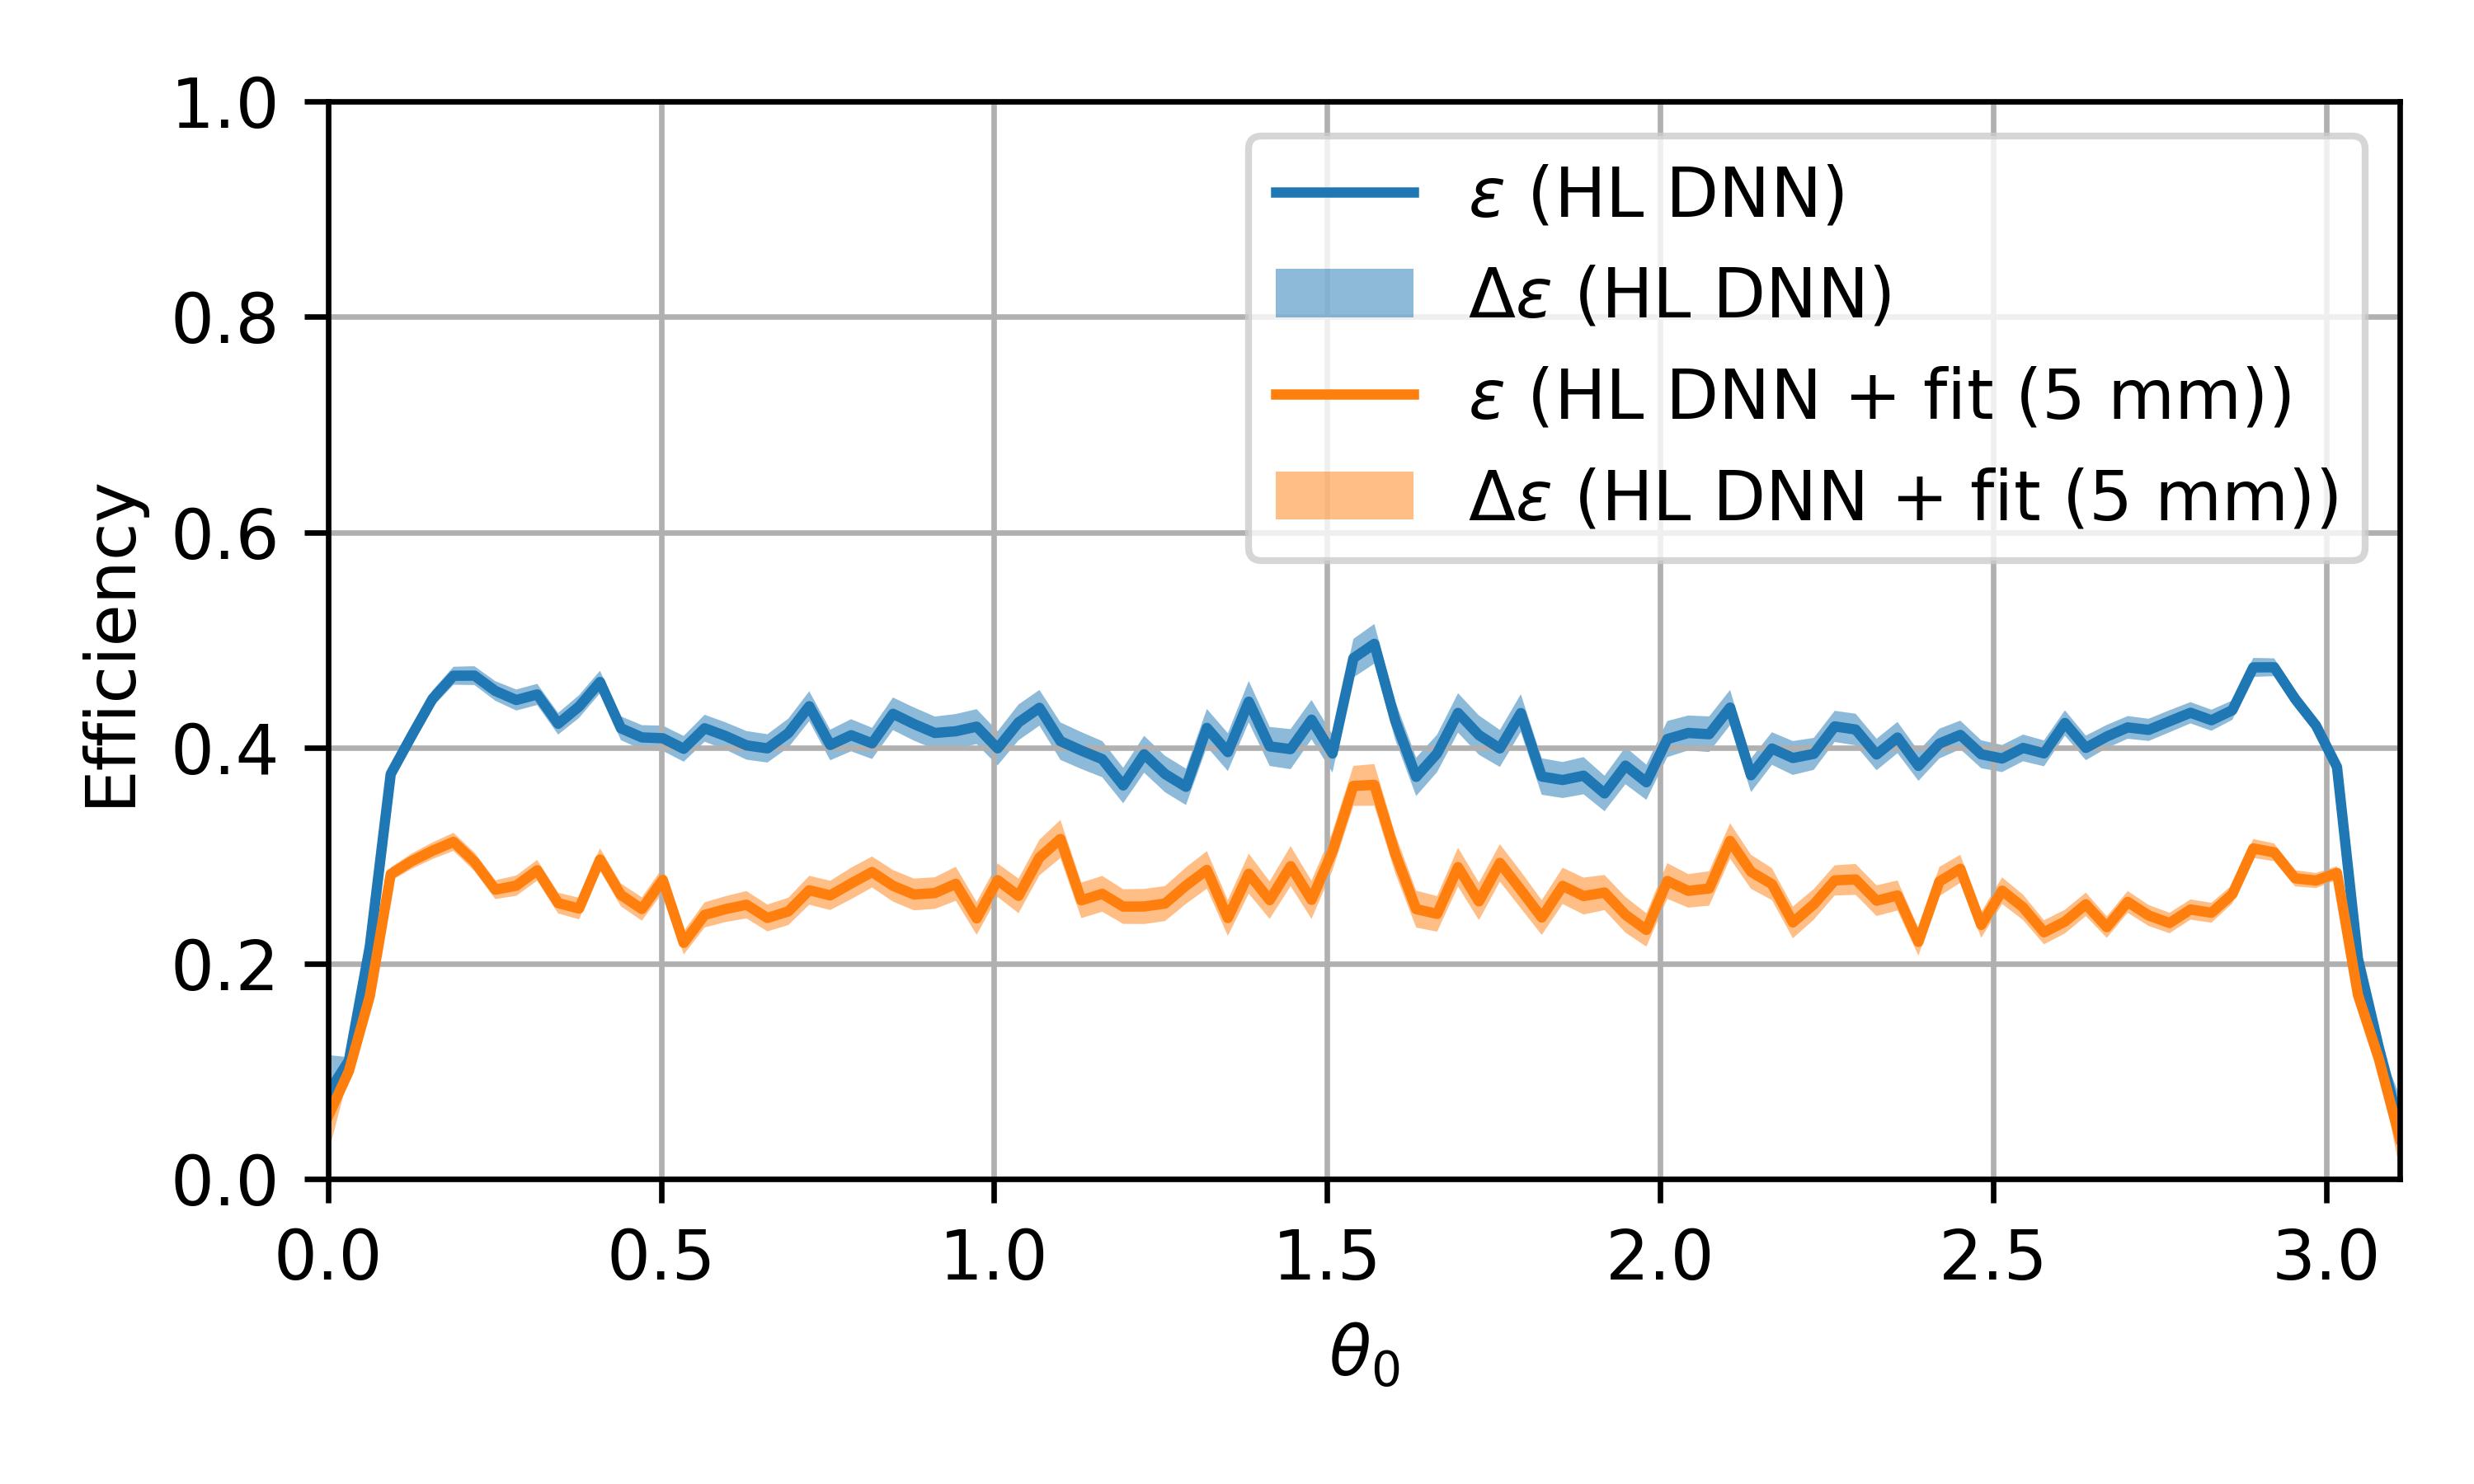 1.0
0.8
0.6
0.4
0.2
0.0
Efficiency
ε (HL DNN)
Δε (HL DNN)
ε (HL DNN + fit (5 mm))
Δε (HL DNN + fit (5 mm))
0.0 0.5 1.0 1.5 2.0 2.5 3.0
θ₀